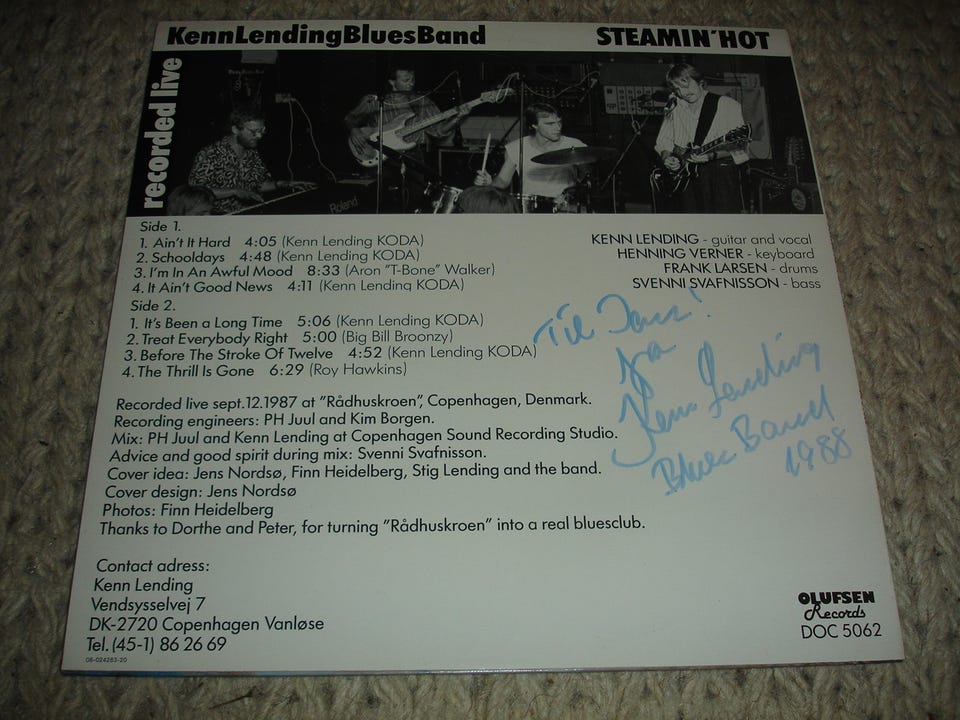 KennLendingBluesBand STEAMIN'HOT
recorded live
Roland
Side 1.
1. Ain't It Hard 4:05 (Kenn Lending KODA)
2. Schooldays 4:48 (Kenn Lending KODA)
3. I'm In An Awful Mood 8:33 (Aron "T-Bone" Walker)
4. It Ain't Good News 4:11 (Kenn Lending KODA)
Side 2.
1. It's Been a Long Time 5:06 (Kenn Lending KODA)
2. Treat Everybody Right 5:00 (Big Bill Broonzy)
3. Before The Stroke Of Twelve 4:52 (Kenn Lending KODA)
4. The Thrill Is Gone 6:29 (Roy Hawkins)
KENN LENDING - guitar and vocal
HENNING VERNER - keyboard
FRANK LARSEN - drums
SVENNI SVAFNISSON - bass
Til
fra
Kenn Lending
Blues Band
1988
Recorded live sept.12.1987 at "Rådhuskroen", Copenhagen, Denmark.
Recording engineers: PH Juul and Kim Borgen.
Mix: PH Juul and Kenn Lending at Copenhagen Sound Recording Studio.
Advice and good spirit during mix: Svenni Svafnisson.
Cover idea: Jens Nordsø, Finn Heidelberg, Stig Lending and the band.
Cover design: Jens Nordsø
Photos: Finn Heidelberg
Thanks to Dorthe and Peter, for turning "Rådhuskroen" into a real bluesclub.
Contact adress:
Kenn Lending
Vendsysselvej 7
DK-2720 Copenhagen Vanløse
Tel. (45-1) 86 26 69
08-024283-20
OLUFSEN
Records
DOC 5062